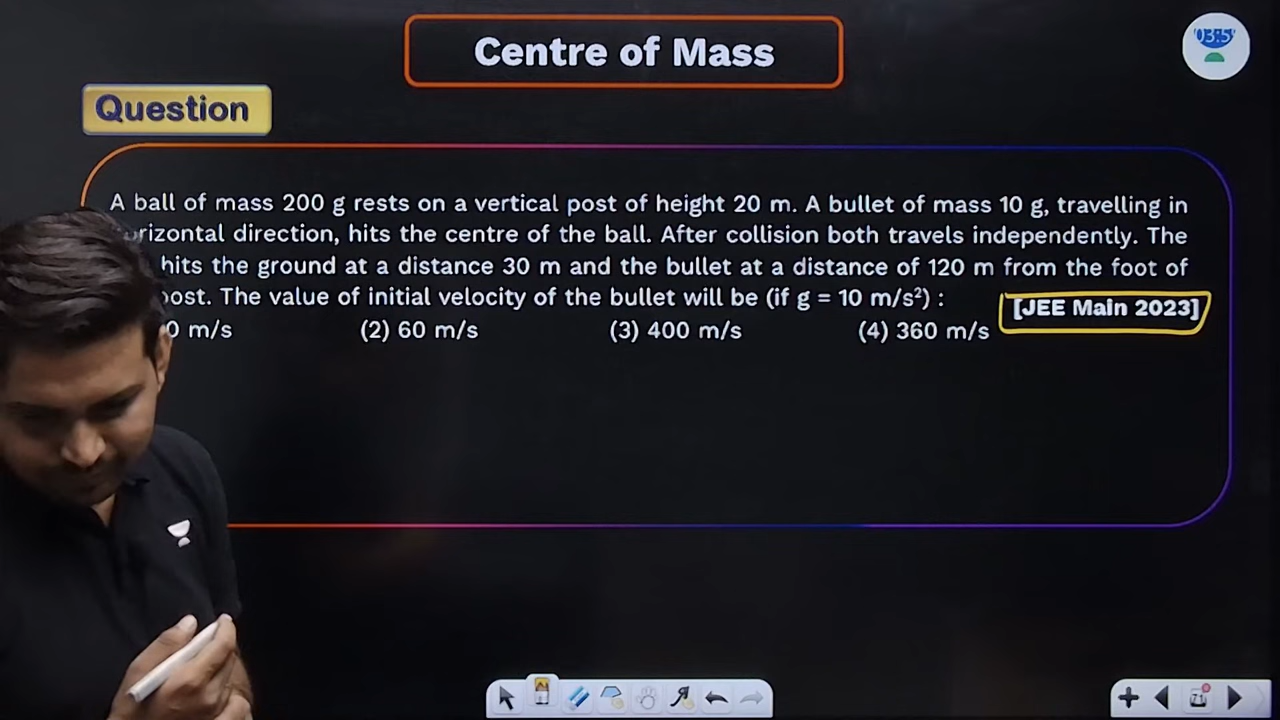 Centre of Mass
Question
A ball of mass 200 g rests on a vertical post of height 20 m. A bullet of mass 10 g, travelling in
direction, hits the centre of the ball. After collision both travels independently. The
hits the ground at a distance 30 m and the bullet at a distance of 120 m from the foot of
The value of initial velocity of the bullet will be (if g = 10 m/s²) :
[JEE Main 2023]
m/s (2) 60 m/s (3) 400 m/s (4) 360 m/s